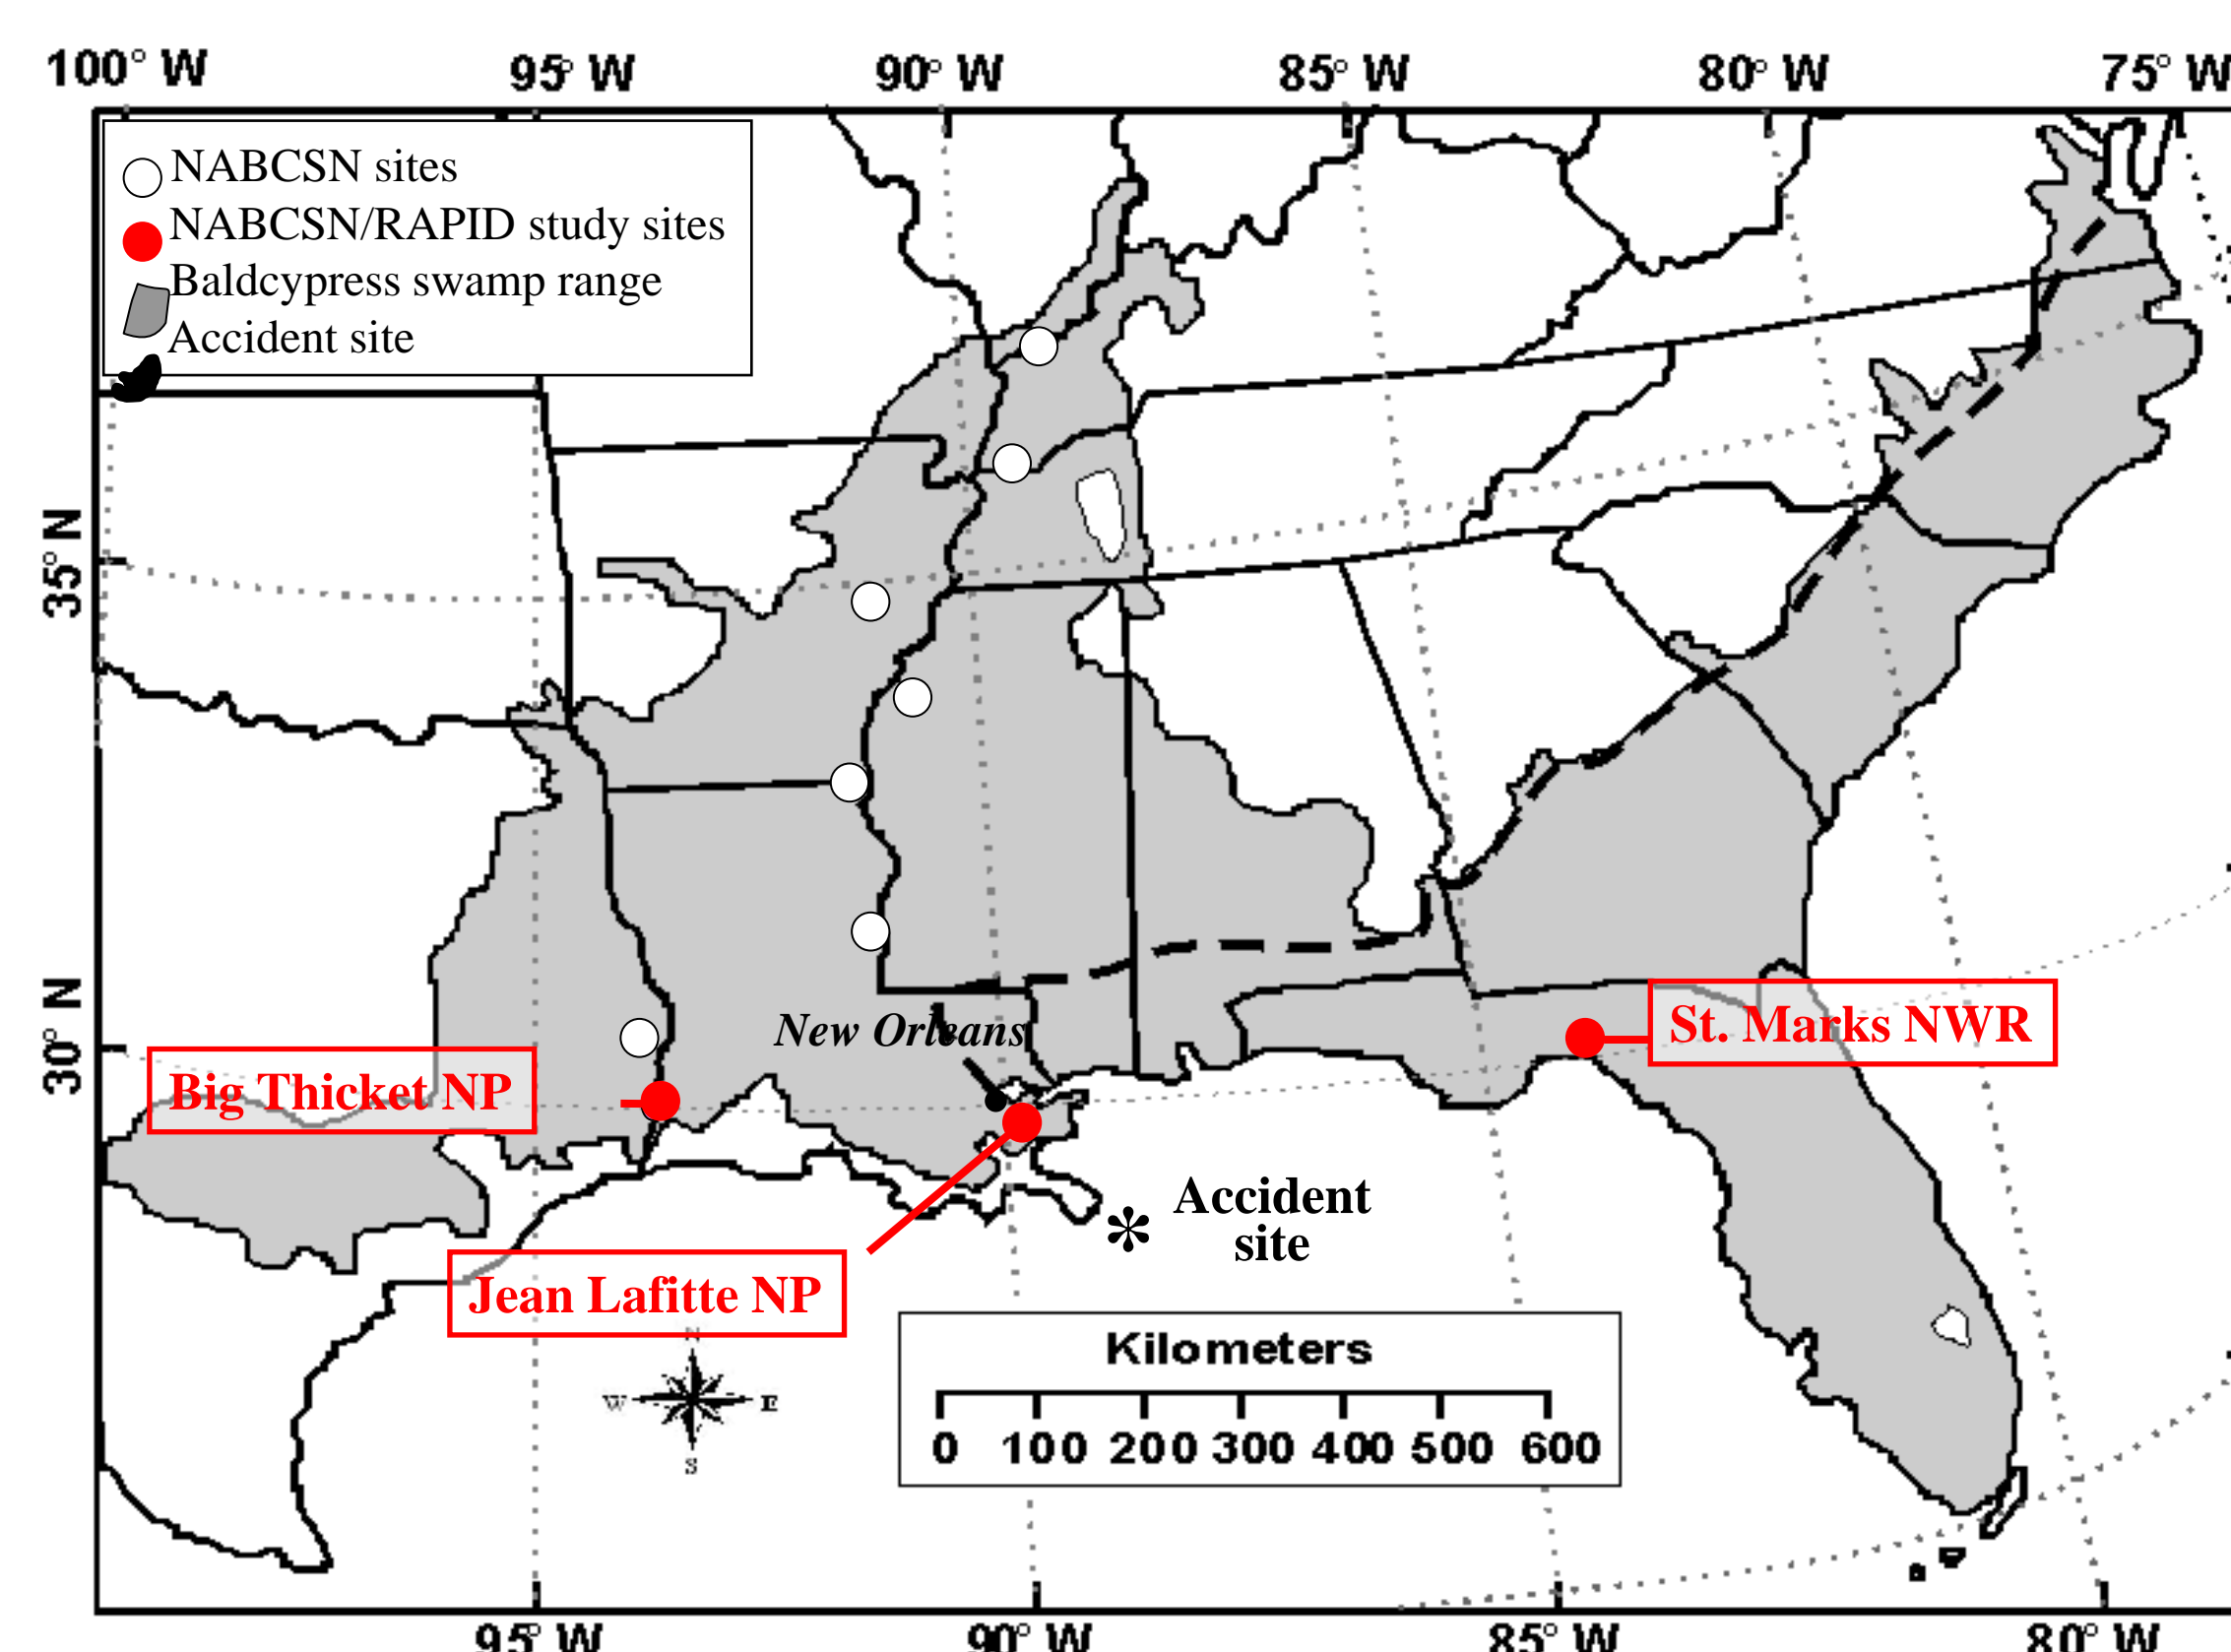 100° W 95° W 90° W 85° W 80° W 75° W
NABCSN sites
NABCSN/RAPID study sites
Baldcypress swamp range
Accident site
35° N
30° N
New Orleans
St. Marks NWR
Big Thicket NP
Accident
site
Jean Lafitte NP
N
W E
S
Kilometers
0 100 200 300 400 500 600
95° W 90° W 85° W 80° W